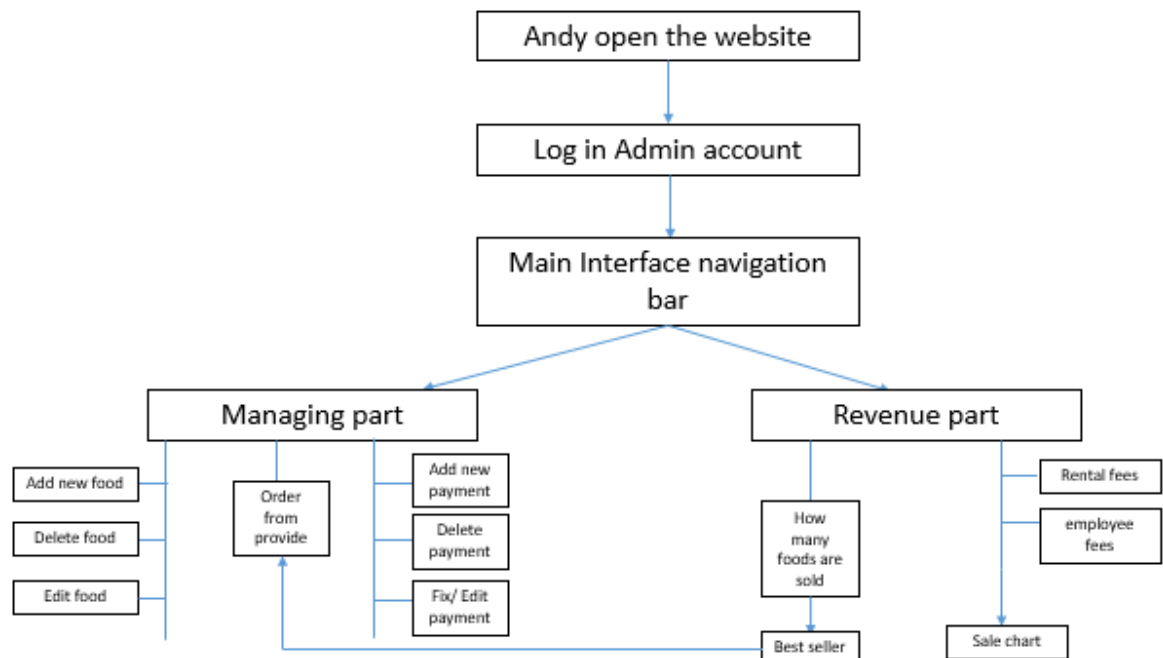 Andy open the website
Log in Admin account
Main Interface navigation
bar
Managing part
Revenue part
Add new food
Delete food
Edit food
Order
from
provide
Add new
payment
Delete
payment
Fix/ Edit
payment
How
many
foods are
sold
Best seller
Rental fees
employee
fees
Sale chart